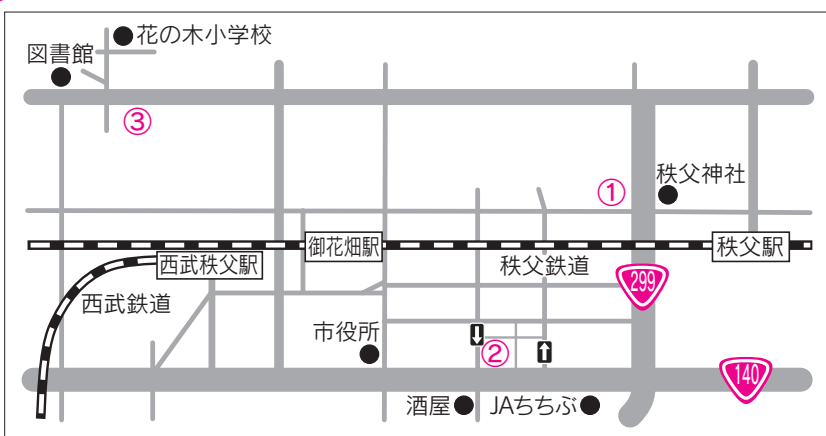 花の木小学校
図書館
③
秩父神社
①
御花畑駅
秩父駅
西武秩父駅
秩父鉄道
299
西武鉄道
市役所
②
140
酒屋
JAちちぶ